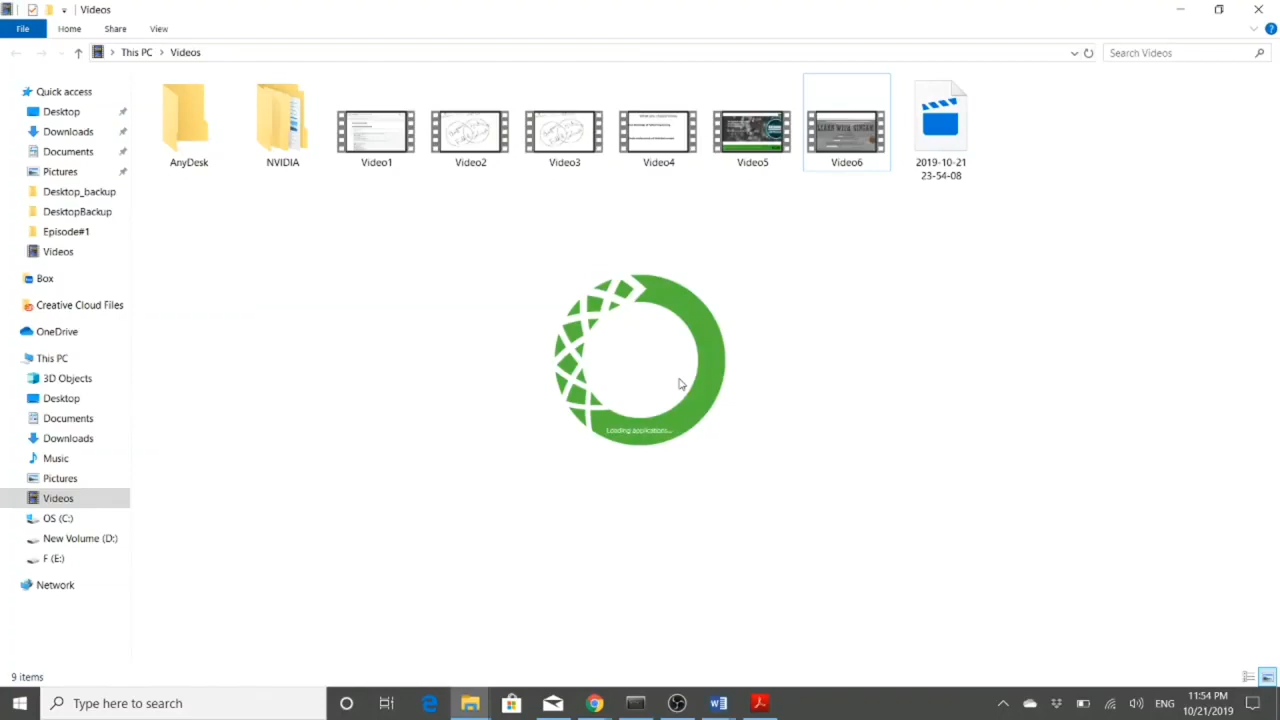 Videos
File
Home
Share
View
This PC
Videos
Search Videos
Quick access
Desktop
Downloads
Documents
Pictures
Desktop_backup
DesktopBackup
Episode#1
Videos
Box
Creative Cloud Files
OneDrive
This PC
3D Objects
Desktop
Documents
Downloads
Music
Pictures
Videos
OS (C:)
New Volume (D:)
F (E:)
Network
AnyDesk
NVIDIA
Video1
Video2
Video3
Video4
Video5
Video6
2019-10-21
23-54-08
LEARN WITH
Loading applications...
9 items
Type here to search
ENG
11:54 PM
10/21/2019